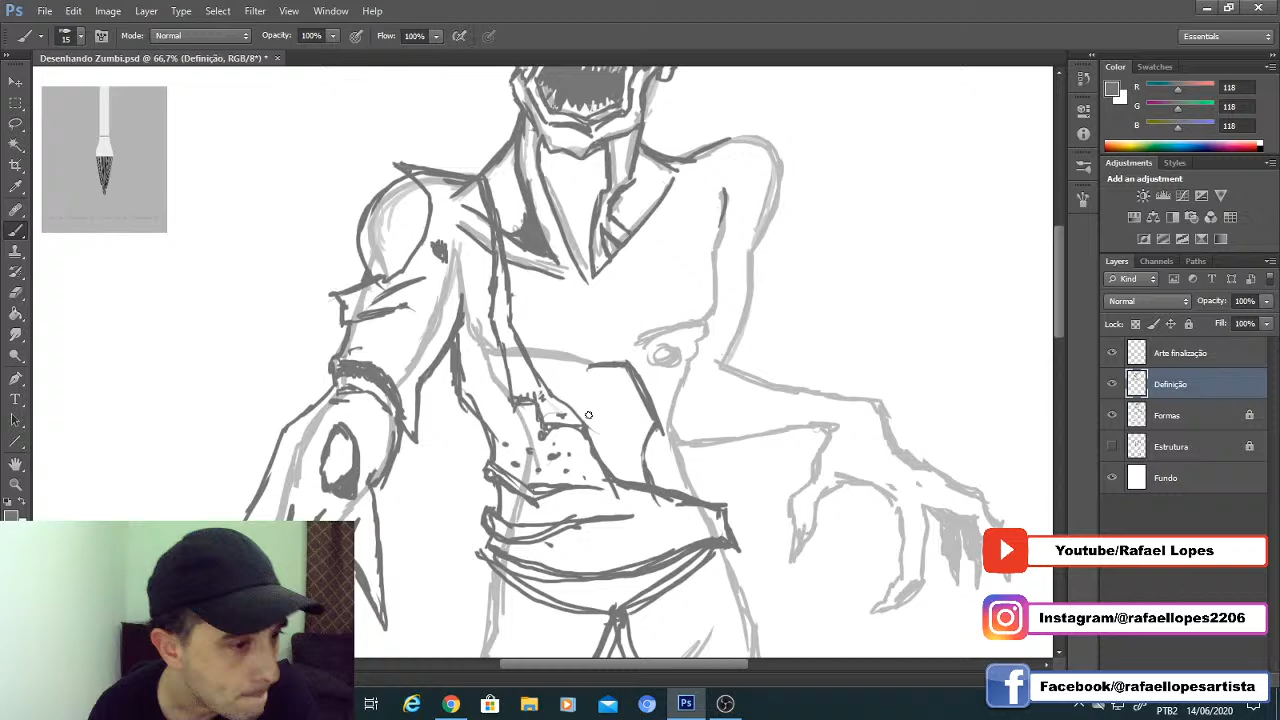 Ps File Edit Image Layer Type Select Filter View Window Help
15 Mode: Normal Opacity: 100% Flow: 100% Essentials
Desenhando Zumbi.psd @ 66,7% (Definição, RGB/8*) *
Color Swatches
R 118
G 118
B 118
Adjustments Styles
Add an adjustment
Layers Channels Paths
Kind
Normal Opacity: 100%
Lock: Fill: 100%
Arte finalização
Definição
Formas
Estrutura
Fundo
Youtube/Rafael Lopes
Instagram/@rafaellopes2206
Facebook/@rafaellopesartista
Ps
PTB2 14/06/2020